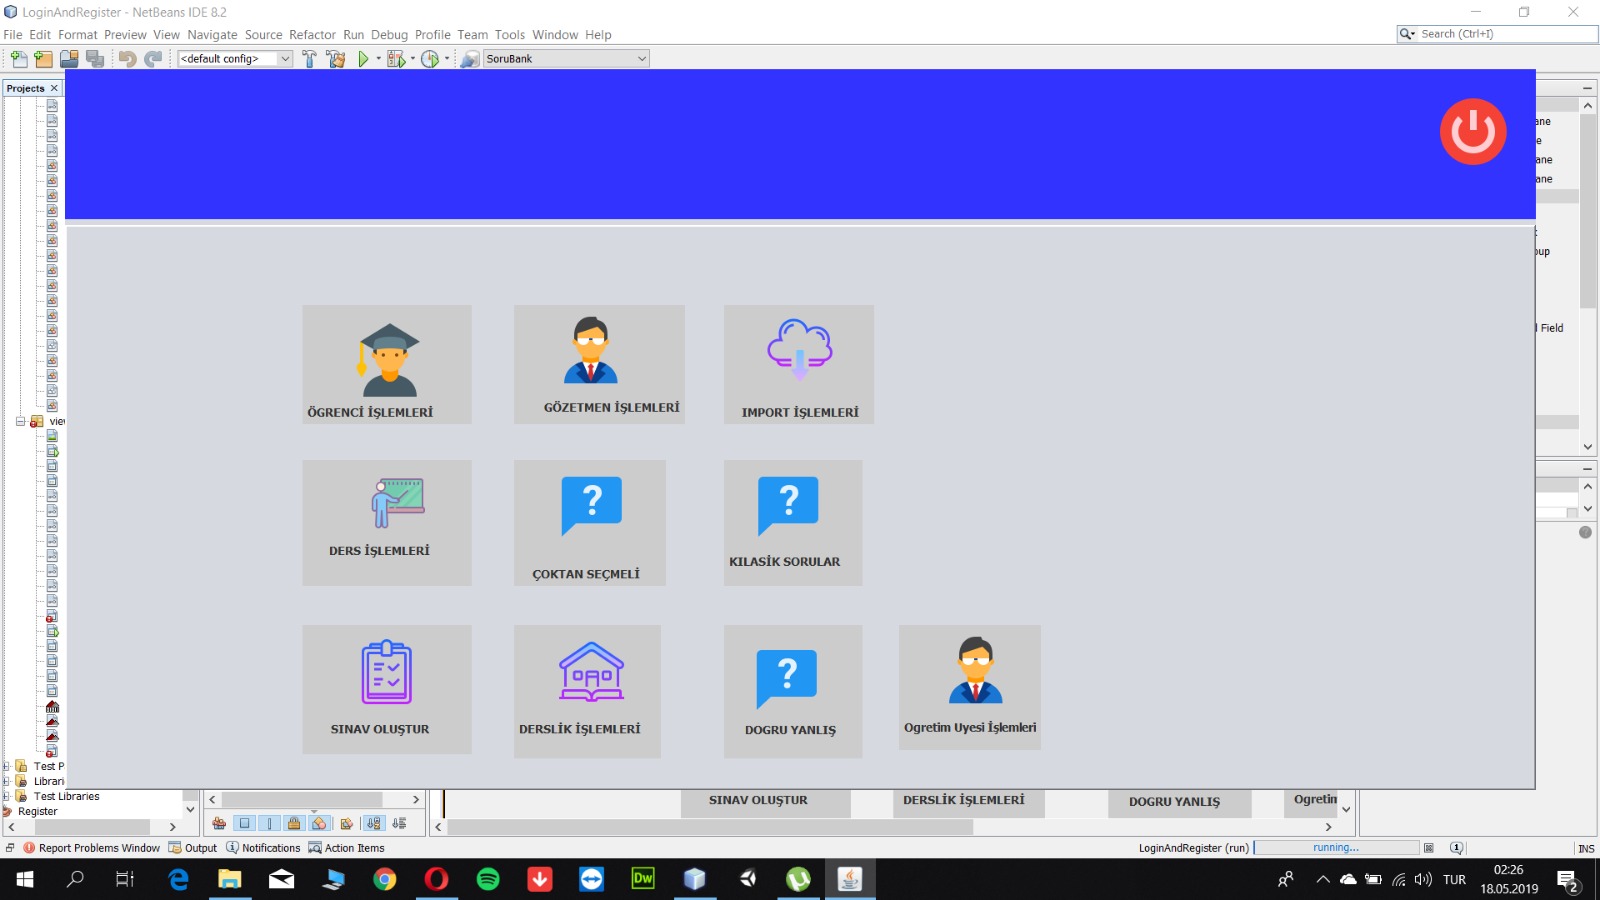 LoginAndRegister - NetBeans IDE 8.2
File Edit Format Preview View Navigate Source Refactor Run Debug Profile Team Tools Window Help
Search (Ctrl+I)
<default config>
SoruBank
Projects
ane
e
ane
ane
oup
l Field
ÖGRENCİ İŞLEMLERİ
GÖZETMEN İŞLEMLERİ
IMPORT İŞLEMLERİ
DERS İŞLEMLERİ
ÇOKTAN SEÇMELİ
KILASİK SORULAR
SINAV OLUŞTUR
DERSLİK İŞLEMLERİ
DOGRU YANLIŞ
Ogretim Uyesi İşlemleri
view
Test P
Librari
Test Libraries
Register
SINAV OLUŞTUR
DERSLİK İŞLEMLERİ
DOGRU YANLIŞ
Ogretim
Report Problems Window
Output
Notifications
Action Items
LoginAndRegister (run)
running...
INS
Dw
TUR
02:26
18.05.2019
2